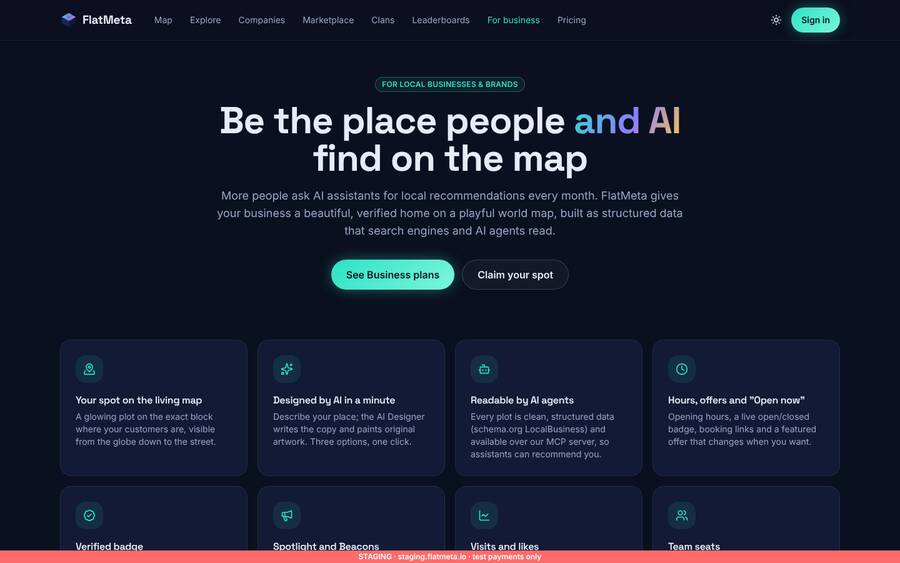 FlatMeta
Map
Explore
Companies
Marketplace
Clans
Leaderboards
For business
Pricing
Sign in
FOR LOCAL BUSINESSES & BRANDS
Be the place people and AI
find on the map
More people ask AI assistants for local recommendations every month. FlatMeta gives
your business a beautiful, verified home on a playful world map, built as structured data
that search engines and AI agents read.
See Business plans
Claim your spot
Your spot on the living map
A glowing plot on the exact block
where your customers are, visible
from the globe down to the street.
Designed by AI in a minute
Describe your place; the AI Designer
writes the copy and paints original
artwork. Three options, one click.
Readable by AI agents
Every plot is clean, structured data
(schema.org LocalBusiness) and
available over our MCP server, so
assistants can recommend you.
Hours, offers and "Open now"
Opening hours, a live open/closed
badge, booking links and a featured
offer that changes when you want.
Verified badge
Spotlight and Beacons
Visits and likes
Team seats
STAGING · staging.flatmeta.io · test payments only